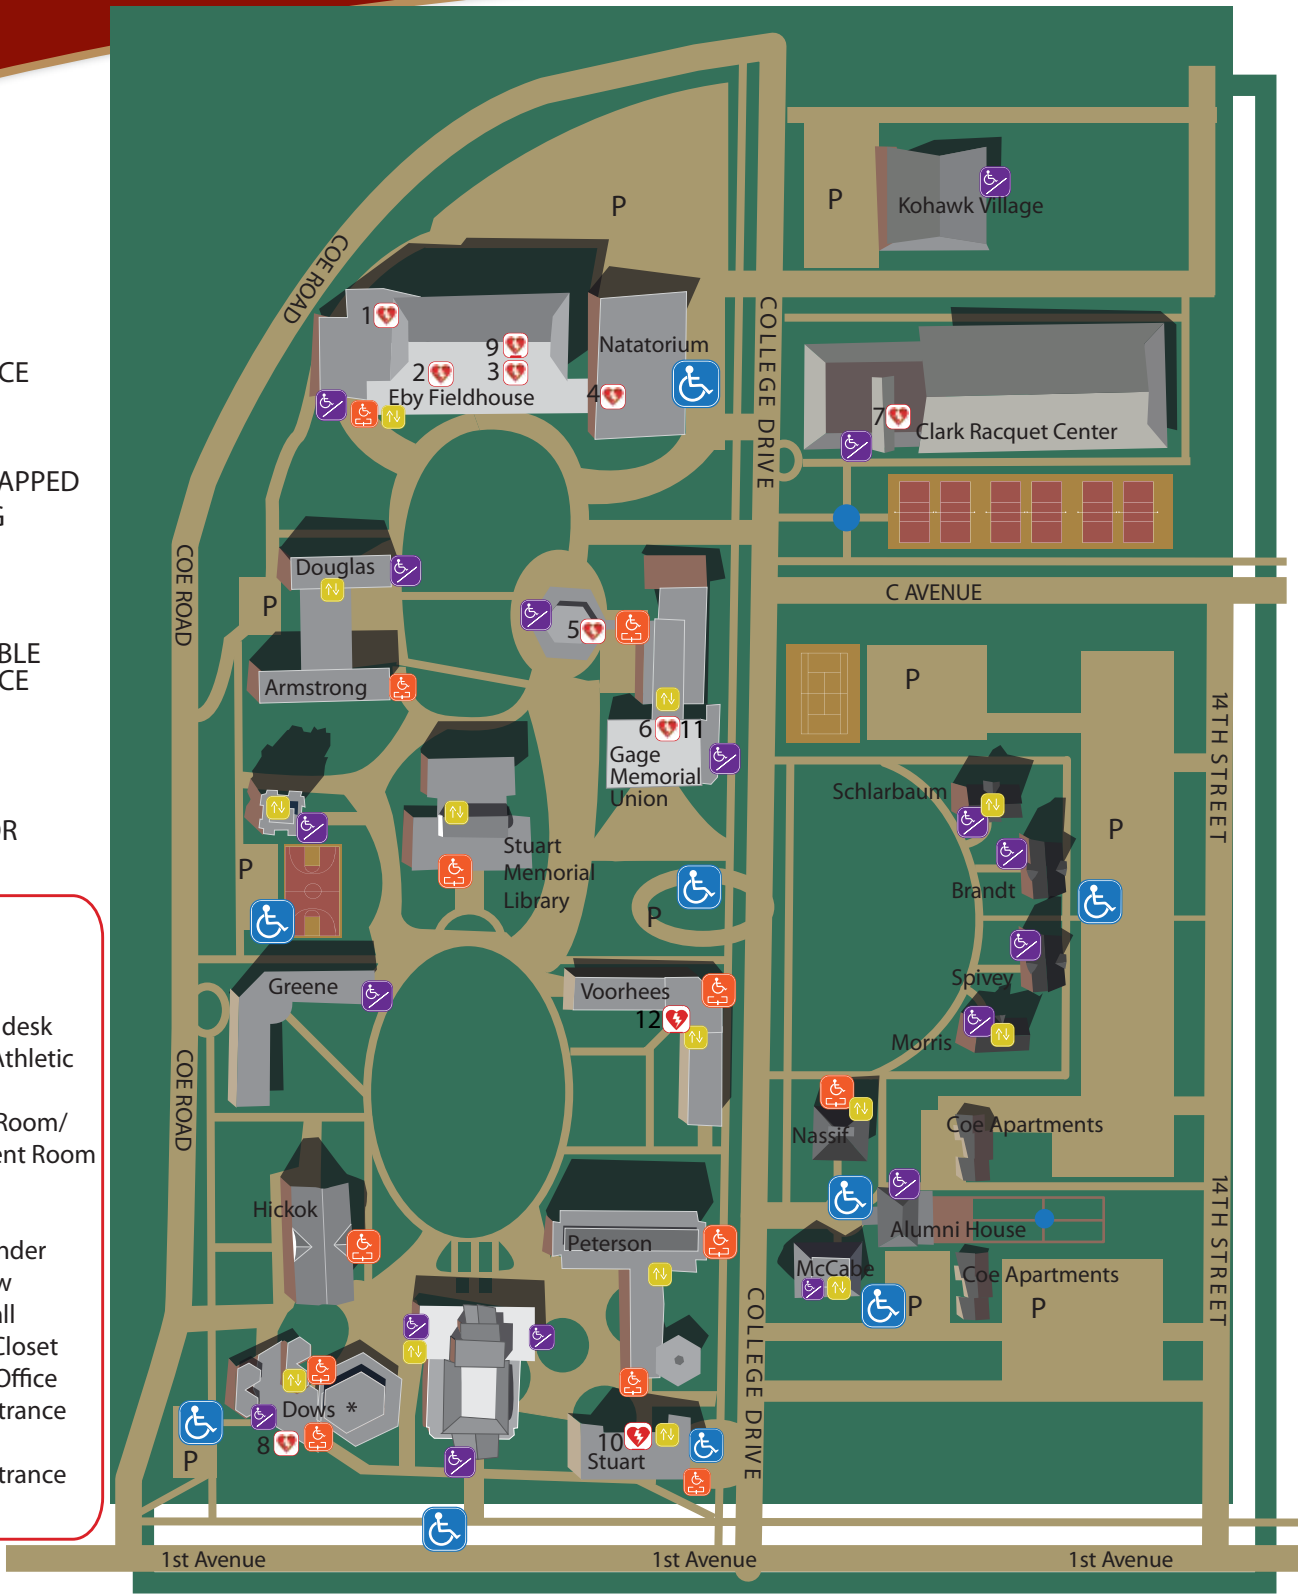 CE
APPED
G
BLE
CE
OR
desk
Athletic
Room/
ent Room
nder
w
all
Closet
Office
trance
trance
P
P
Kohawk Village
COE ROAD
COLLEGE DRIVE
1
9
2
3
4
Natatorium
Eby Fieldhouse
7
Clark Racquet Center
COE ROAD
Douglas
P
Armstrong
5
C AVENUE
P
14TH STREET
6
11
Gage
Memorial
Union
Schlarbaum
Brandt
P
Stuart
Memorial
Library
P
P
Greene
Voorhees
12
Spivey
Morris
COE ROAD
Nassif
Coe Apartments
14TH STREET
Hickok
Peterson
Alumni House
McCabe
Coe Apartments
P
P
COLLEGE DRIVE
Dows *
8
10
Stuart
P
1st Avenue
1st Avenue
1st Avenue